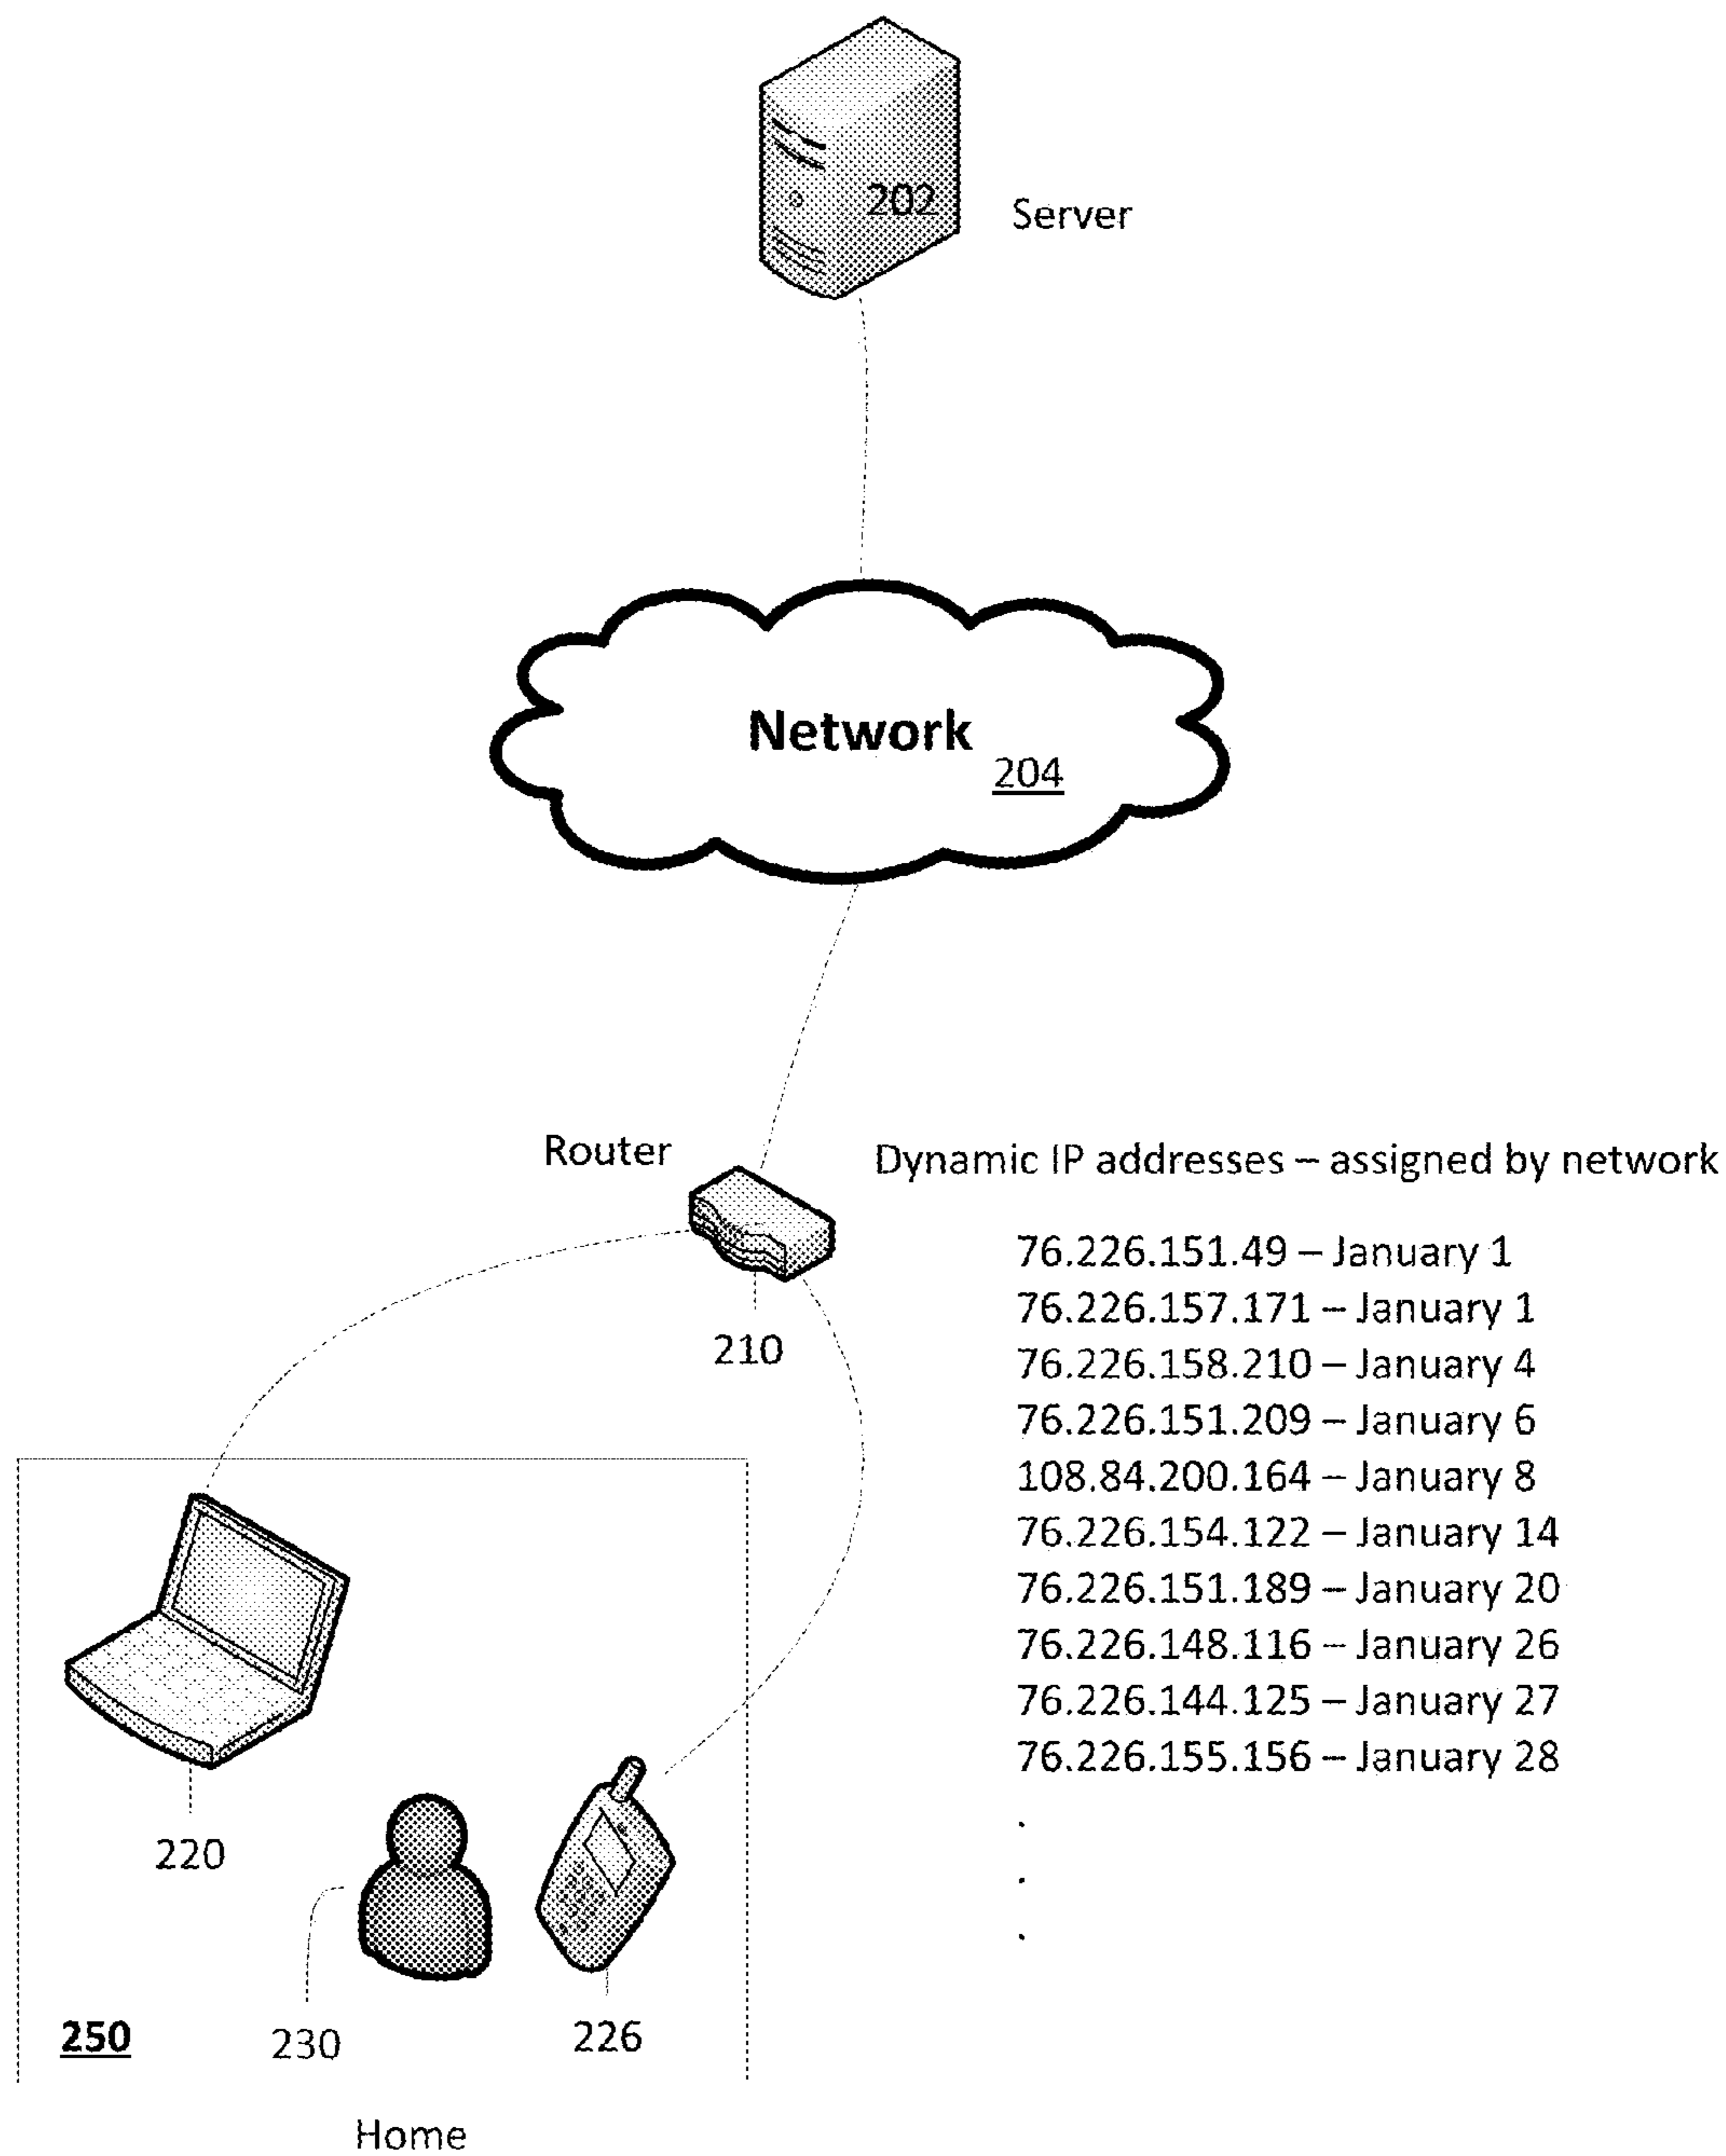 202
Server
Network
204
Router
Dynamic IP addresses – assigned by network
76.226.151.49 – January 1
76.226.157.171 – January 1
210
76.226.158.210 – January 4
76.226.151.209 – January 6
108.84.200.164 – January 8
76.226.154.122 – January 14
76.226.151.189 – January 20
76.226.148.116 – January 26
76.226.144.125 – January 27
76.226.155.156 – January 28
.
.
.
220
250
230
226
Home